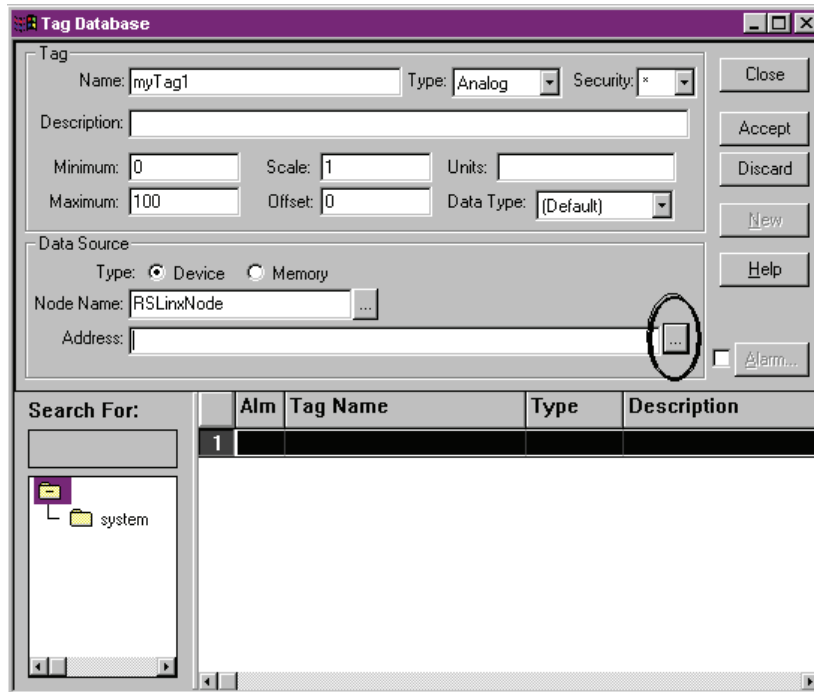 Tag Database
Tag
Name: myTag1 Type: Analog Security: *
Close
Description:
Accept
Minimum: 0 Scale: 1 Units:
Discard
Maximum: 100 Offset: 0 Data Type: (Default)
New
Data Source
Type: Device Memory
Help
Node Name: RSLinxNode ...
Address: ...
Alarm...
Search For:
Alm Tag Name Type Description
1
system